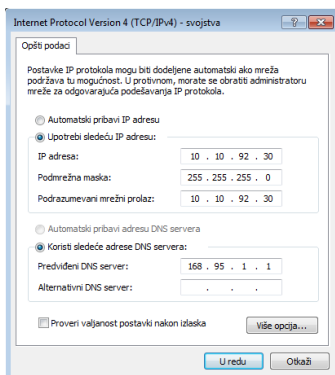 Internet Protocol Version 4 (TCP/IPv4) - svojstva
Opšti podaci
Postavke IP protokola mogu biti dodeljene automatski ako mreža
podržava tu mogućnost. U protivnom, morate se obratiti administratoru
mreže za odgovarajuća podešavanja IP protokola.
Automatski pribavi IP adresu
Upotrebi sledeću IP adresu:
IP adresa: 10 . 10 . 92 . 30
Podmrežna maska: 255 . 255 . 255 . 0
Podrazumevani mrežni prolaz: 10 . 10 . 92 . 30
Automatski pribavi adresu DNS servera
Koristi sledeće adrese DNS servera:
Predviđeni DNS server: 168 . 95 . 1 . 1
Alternativni DNS server: . . .
Proveri valjanost postavki nakon izlaska
Više opcija...
U redu Otkaži